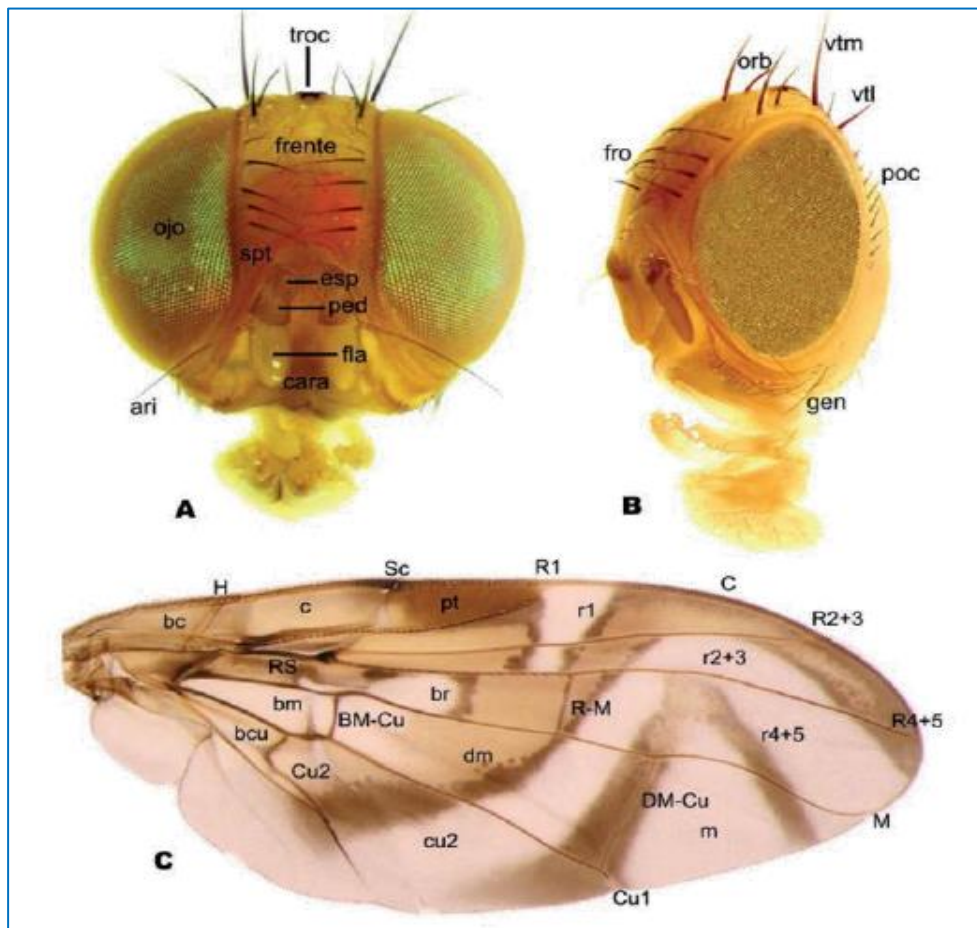 troc
frente
ojo
spt
esp
ped
fla
cara
ari
A
orb
vtm
vtl
fro
poc
gen
B
Sc
R1
H
C
bc
c
pt
r1
R2+3
RS
r2+3
bm
br
R4+5
BM-Cu
R-M
r4+5
bcu
dm
Cu2
DM-Cu
m
M
cu2
C
Cu1